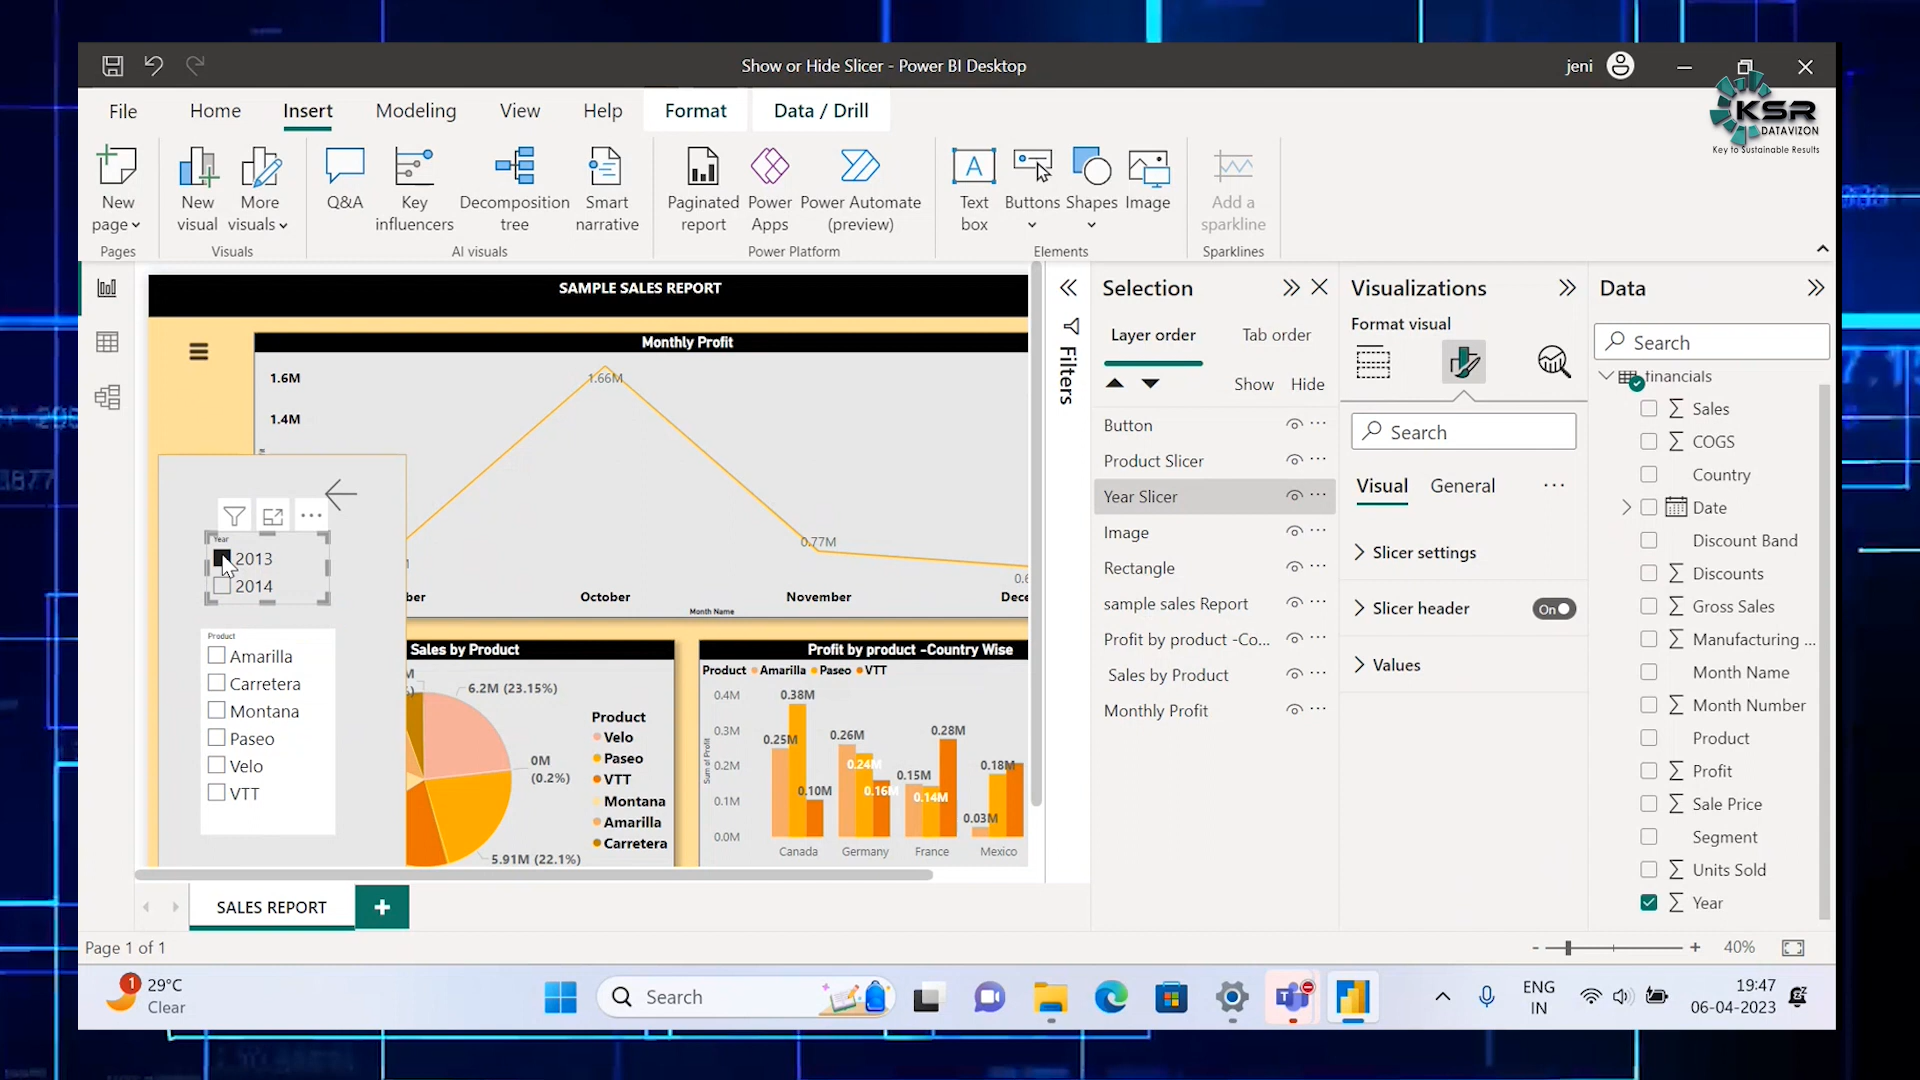 Show or Hide Slicer - Power BI Desktop
jeni
KSR
DATAVIZON
Key to Sustainable Results
File
Home
Insert
Modeling
View
Help
Format
Data / Drill
New page
New visual
More visuals
Q&A
Key influencers
Decomposition tree
Smart narrative
Paginated report
Power Apps
Power Automate (preview)
Text box
Buttons
Shapes
Image
Add a sparkline
Pages
Visuals
AI visuals
Power Platform
Elements
Sparklines
SAMPLE SALES REPORT
Monthly Profit
1.6M
1.4M
1.66M
0.77M
October
November
Month Name
Year
2013
2014
Product
Amarilla
Carretera
Montana
Paseo
Velo
VTT
Sales by Product
6.2M (23.15%)
0M
(0.2%)
5.91M (22.1%)
Product
Velo
Paseo
VTT
Montana
Amarilla
Carretera
Profit by product -Country Wise
Product Amarilla Paseo VTT
Sum of Profit
0.4M
0.3M
0.2M
0.1M
0.0M
0.38M
0.25M
0.10M
0.26M
0.24M
0.16M
0.15M
0.14M
0.28M
0.03M
0.18M
Canada
Germany
France
Mexico
Filters
Selection
Layer order
Tab order
Show
Hide
Button
Product Slicer
Year Slicer
Image
Rectangle
sample sales Report
Profit by product -Co...
Sales by Product
Monthly Profit
Visualizations
Format visual
Search
Visual
General
Slicer settings
Slicer header
On
Values
Data
Search
financials
Sales
COGS
Country
Date
Discount Band
Discounts
Gross Sales
Manufacturing ...
Month Name
Month Number
Product
Profit
Sale Price
Segment
Units Sold
Year
SALES REPORT
Page 1 of 1
40%
1
29°C
Clear
Search
ENG
IN
19:47
06-04-2023